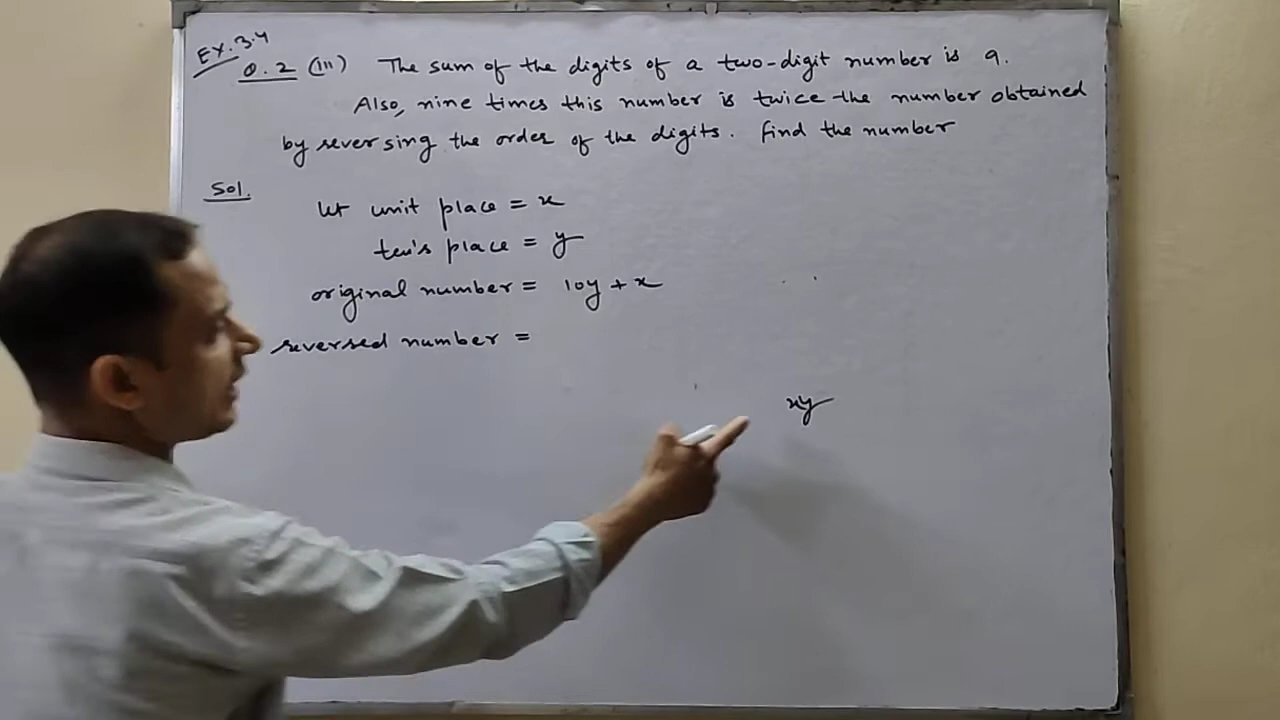 Ex. 3.4
Q. 2 (iii) The sum of the digits of a two-digit number is 9.
Also, nine times this number is twice the number obtained
by reversing the order of the digits. Find the number
Sol.
let unit place = x
ten's place = y
original number = 10y + x
reversed number =
xy